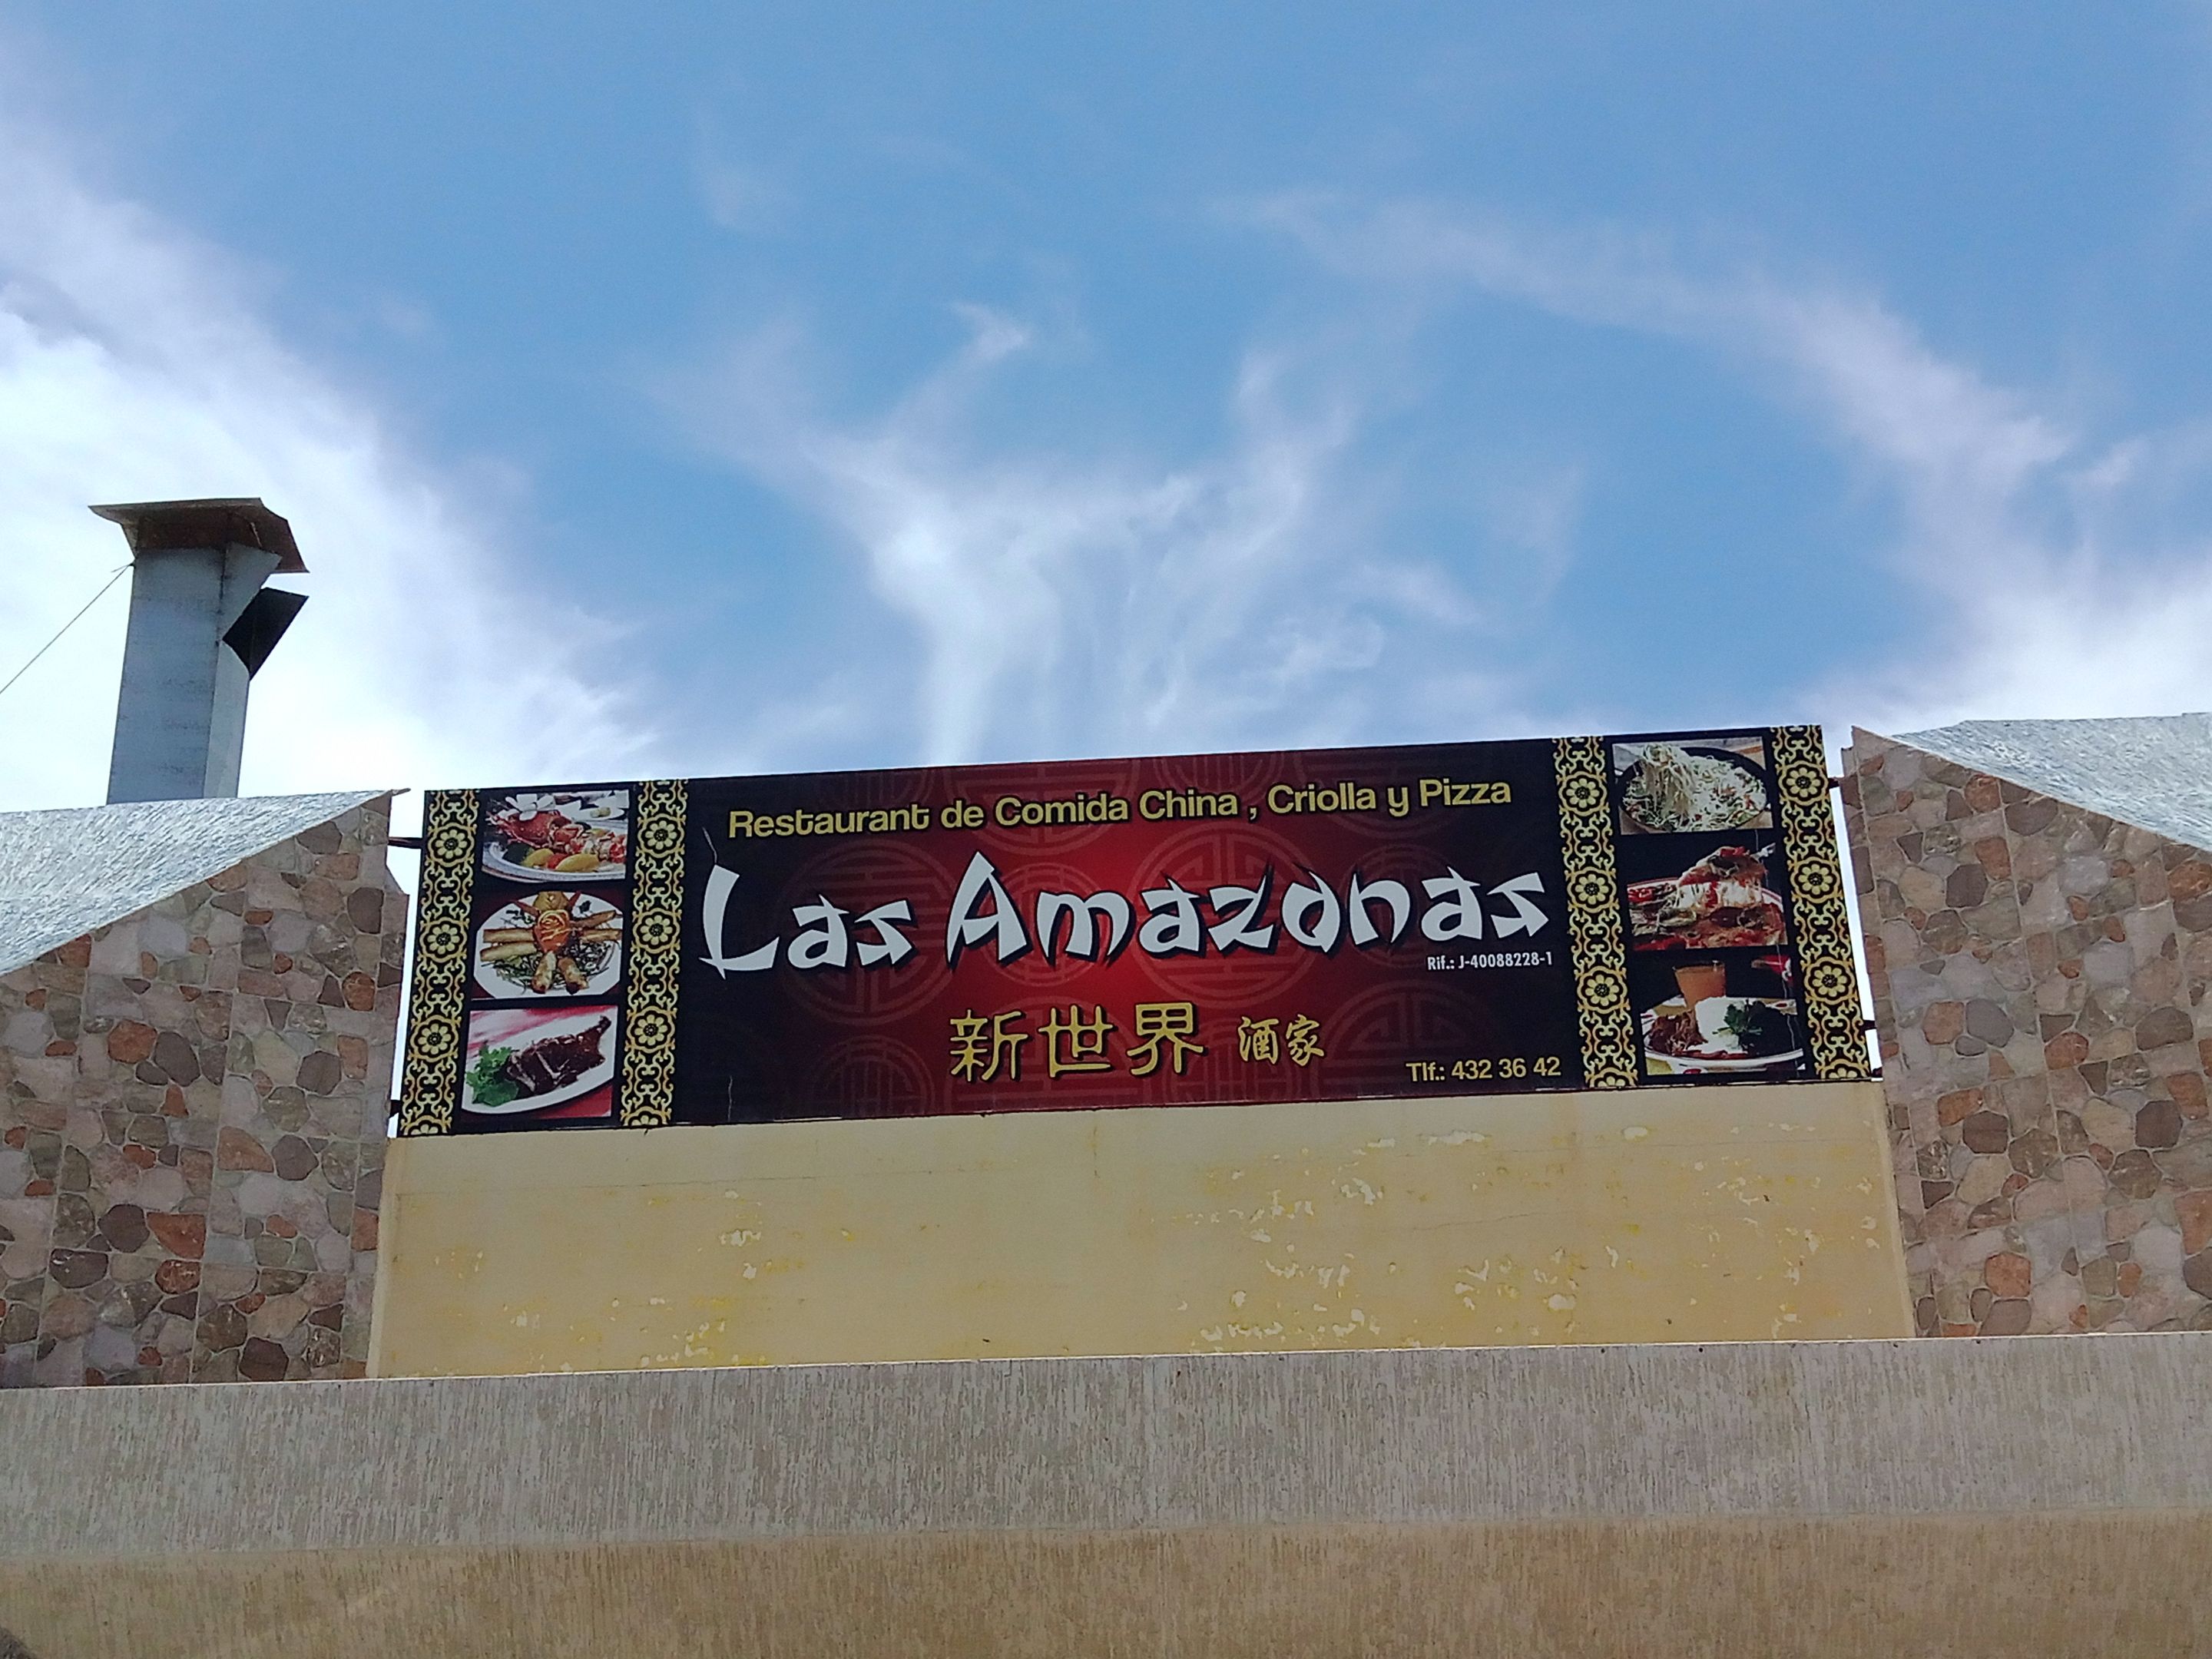 Restaurant de Comida China , Criolla y Pizza
Las Amazonas
Rif.: J-40088228-1
新世界 酒家
Tlf.: 432 36 42